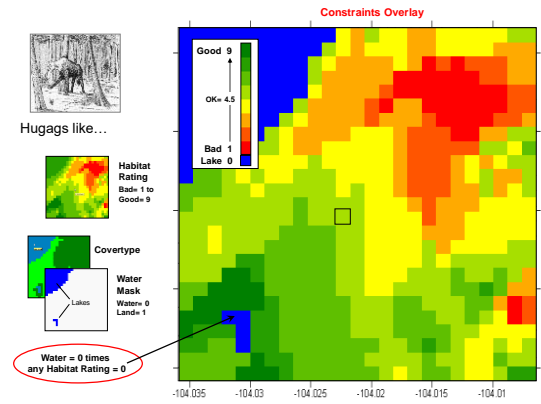 Constraints Overlay
Good 9
OK= 4.5
Bad 1
Lake 0
Hugags like…
Habitat
Rating
Bad= 1 to
Good= 9
Covertype
Water
Mask
Water= 0
Land= 1
Lakes
Water = 0 times
any Habitat Rating = 0
-104.035
-104.03
-104.025
-104.02
-104.015
-104.01